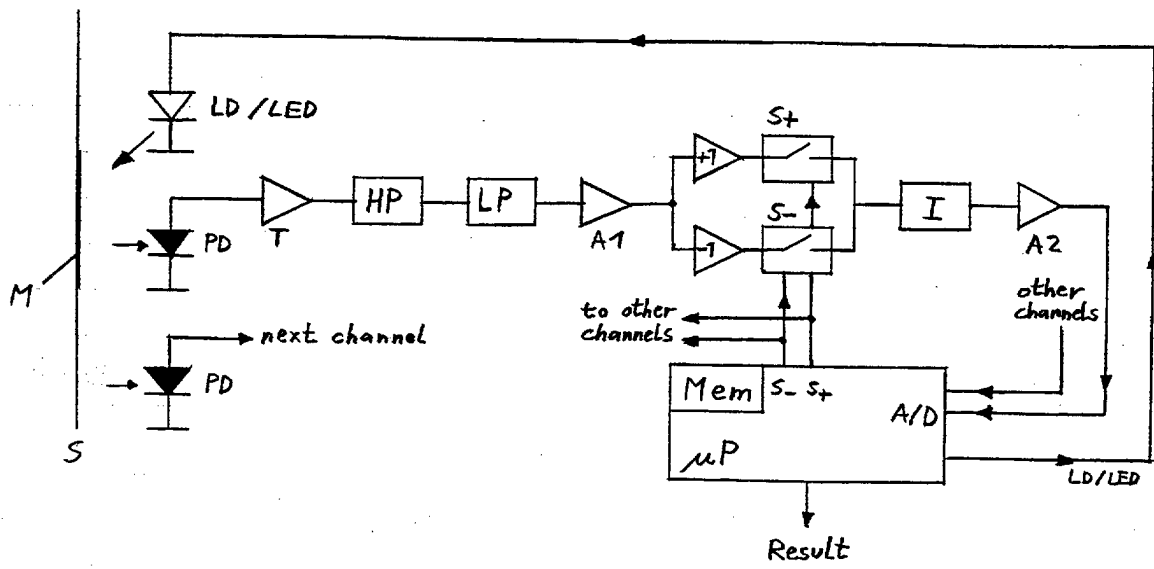 LD/LED
S+
+1
HP
LP
I
T
A1
S-
-1
A2
PD
M
to other
channels
other
channels
next channel
PD
Mem
S- S+
A/D
S
μP
LD/LED
Result